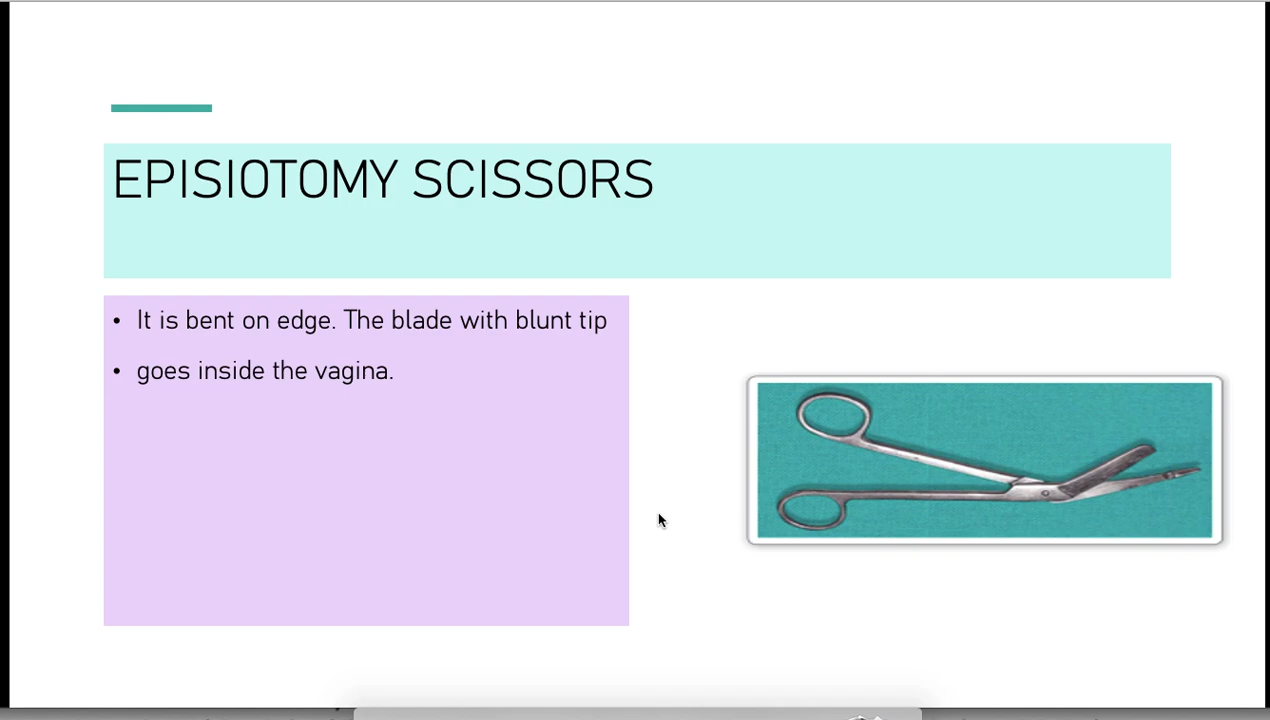 EPISIOTOMY SCISSORS
• It is bent on edge. The blade with blunt tip
• goes inside the vagina.